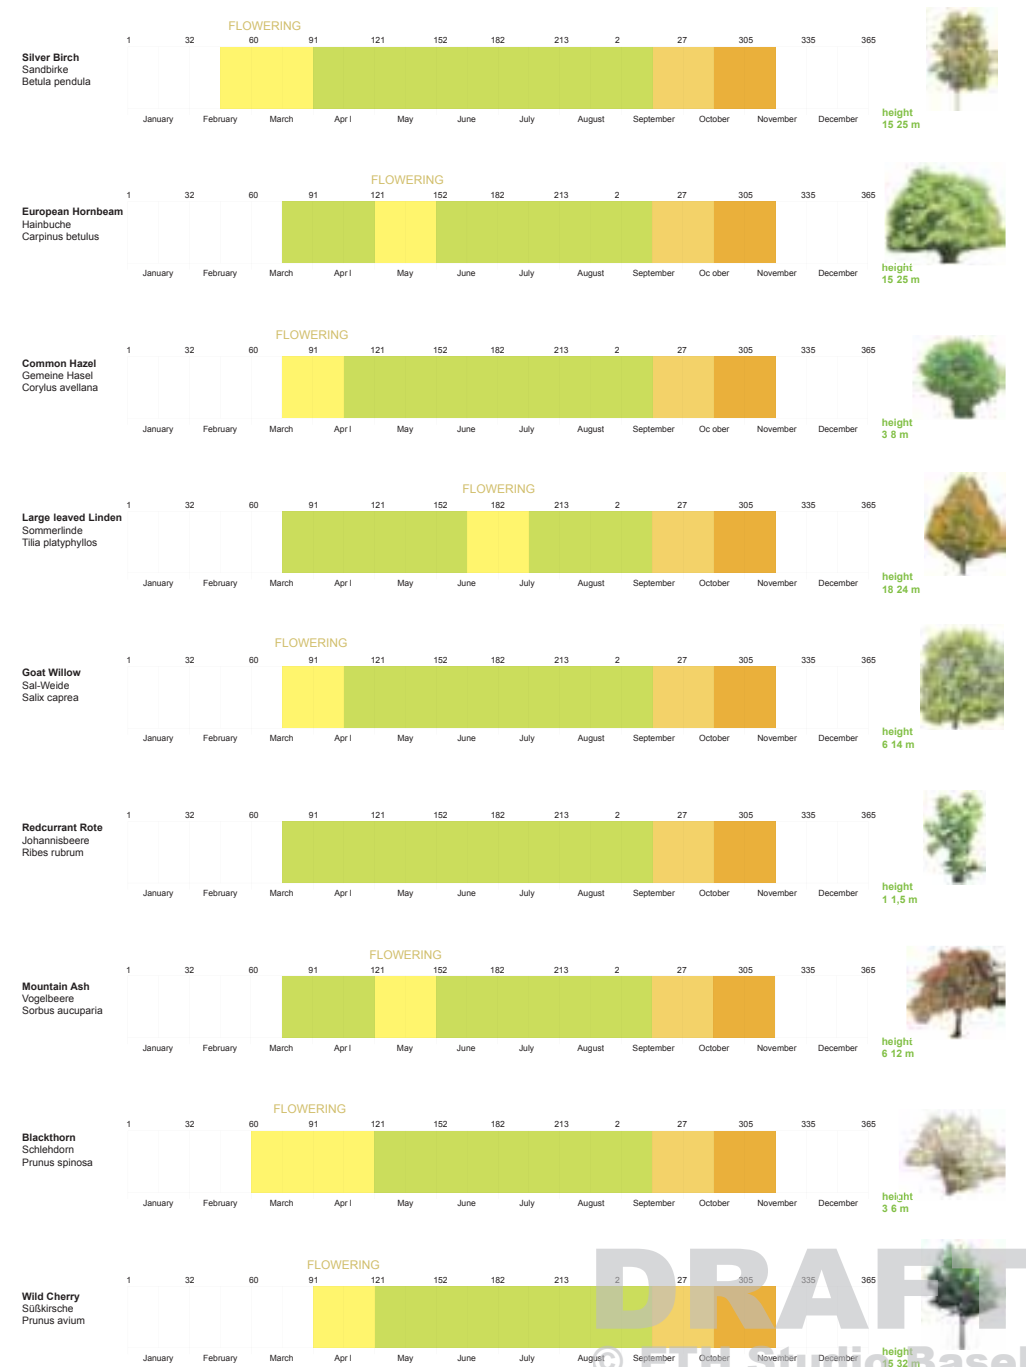 FLOWERING
1 32 60 91 121 152 182 213 2 27 305 335 365
Silver Birch
Sandbirke
Betula pendula
January February March Apr l May June July August September October November December
height
15 25 m
FLOWERING
1 32 60 91 121 152 182 213 2 27 305 335 365
European Hornbeam
Hainbuche
Carpinus betulus
January February March Apr l May June July August September Oc ober November December
height
15 25 m
FLOWERING
1 32 60 91 121 152 182 213 2 27 305 335 365
Common Hazel
Gemeine Hasel
Corylus avellana
January February March Apr l May June July August September Oc ober November December
height
3 8 m
FLOWERING
1 32 60 91 121 152 182 213 2 27 305 335 365
Large leaved Linden
Sommerlinde
Tilia platyphyllos
January February March Apr l May June July August September October November December
height
18 24 m
FLOWERING
1 32 60 91 121 152 182 213 2 27 305 335 365
Goat Willow
Sal-Weide
Salix caprea
January February March Apr l May June July August September October November December
height
6 14 m
1 32 60 91 121 152 182 213 2 27 305 335 365
Redcurrant Rote
Johannisbeere
Ribes rubrum
January February March Apr l May June July August September October November December
height
1 1,5 m
FLOWERING
1 32 60 91 121 152 182 213 2 27 305 335 365
Mountain Ash
Vogelbeere
Sorbus aucuparia
January February March Apr l May June July August September October November December
height
6 12 m
FLOWERING
1 32 60 91 121 152 182 213 2 27 305 335 365
Blackthorn
Schlehdorn
Prunus spinosa
January February March Apr l May June July August September October November December
height
3 6 m
FLOWERING
1 32 60 91 121 152 182 213 2 27 305 335 365
DRAFT
Wild Cherry
Süßkirsche
Prunus avium
January February March Apr l May June July August September October November December
height
15 32 m
© ETH Studio Basel